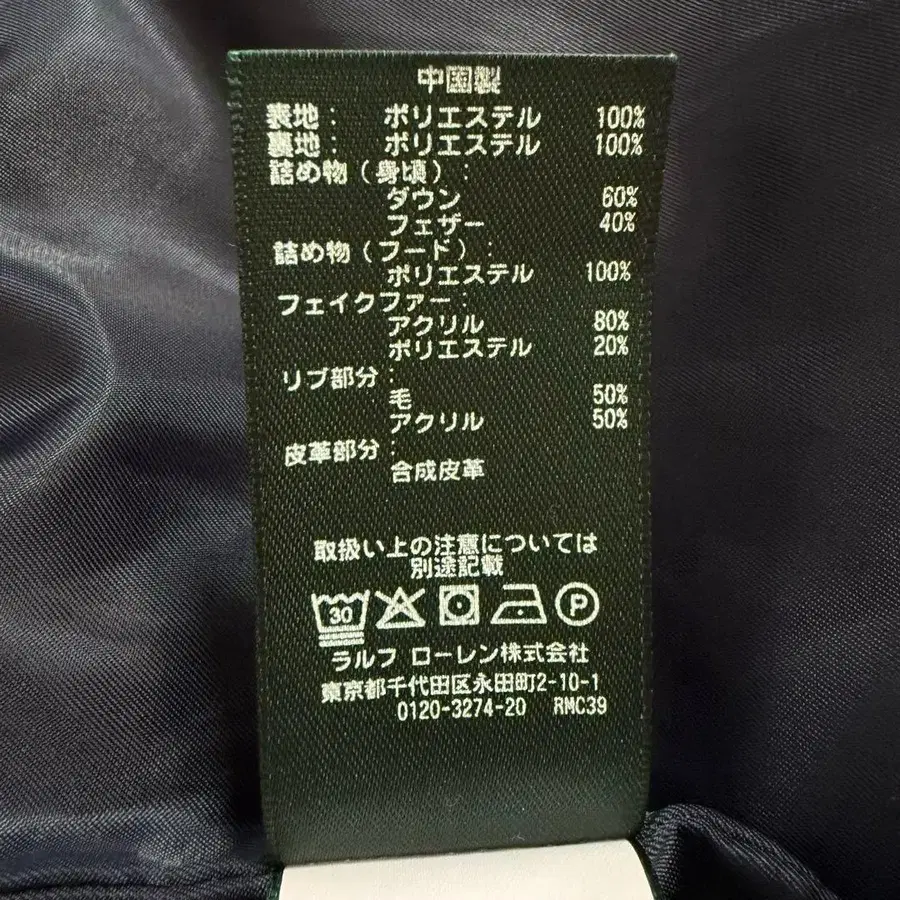 中国製
表地： ポリエステル 100%
裏地： ポリエステル 100%
詰め物(身頃)：
ダウン 60%
フェザー 40%
詰め物(フード)：
ポリエステル 100%
フェイクファー：
アクリル 80%
ポリエステル 20%
リブ部分：
毛 50%
アクリル 50%
皮革部分：
合成皮革
取扱い上の注意については
別途記載
30 P
ラルフ ローレン株式会社
東京都千代田区永田町2-10-1
0120-3274-20 RMC39